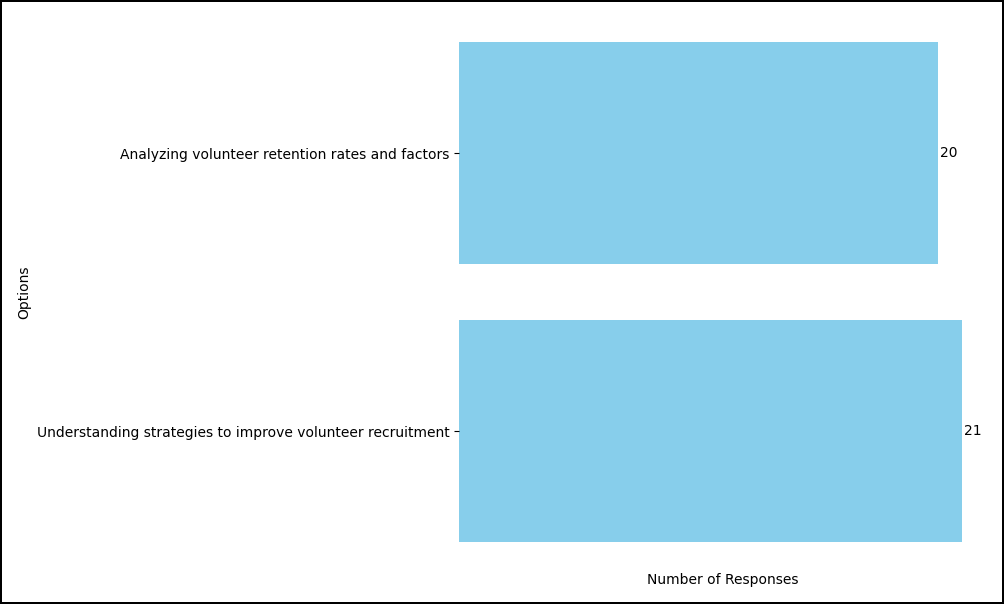 Analyzing volunteer retention rates and factors
20
Options
Understanding strategies to improve volunteer recruitment
21
Number of Responses